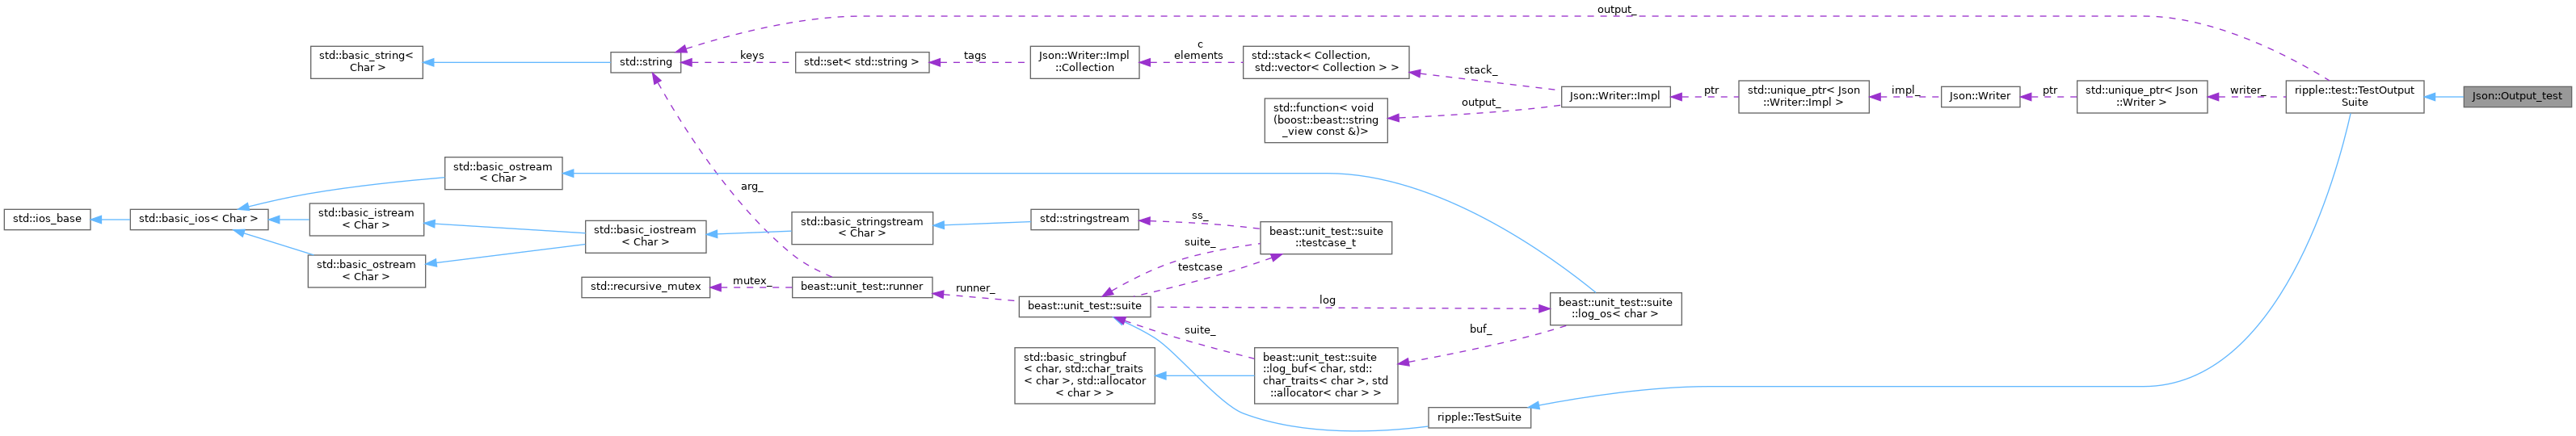 output_
std::basic_string<
Char >
std::string
keys
std::set< std::string >
tags
Json::Writer::Impl
::Collection
c
elements
std::stack< Collection,
std::vector< Collection > >
stack_
std::function< void
(boost::beast::string
_view const &)>
output_
Json::Writer::Impl
ptr
std::unique_ptr< Json
::Writer::Impl >
impl_
Json::Writer
ptr
std::unique_ptr< Json
::Writer >
writer_
ripple::test::TestOutput
Suite
Json::Output_test
std::basic_ostream
< Char >
arg_
std::ios_base
std::basic_ios< Char >
std::basic_istream
< Char >
std::basic_ostream
< Char >
std::basic_iostream
< Char >
std::basic_stringstream
< Char >
std::stringstream
ss_
beast::unit_test::suite
::testcase_t
suite_
testcase
std::recursive_mutex
mutex_
beast::unit_test::runner
runner_
beast::unit_test::suite
log
beast::unit_test::suite
::log_os< char >
suite_
buf_
std::basic_stringbuf
< char, std::char_traits
< char >, std::allocator
< char > >
beast::unit_test::suite
::log_buf< char, std::
char_traits< char >, std
::allocator< char > >
ripple::TestSuite